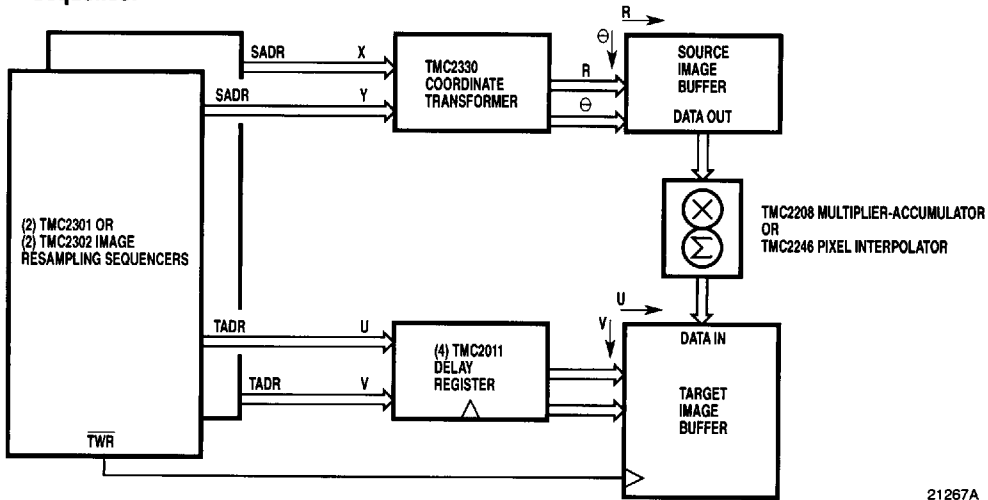 R
Θ
SADR X
TMC2330
COORDINATE
TRANSFORMER
R
Θ
SOURCE
IMAGE
BUFFER
DATA OUT
SADR Y
(2) TMC2301 OR
(2) TMC2302 IMAGE
RESAMPLING SEQUENCERS
X
Σ
TMC2208 MULTIPLIER-ACCUMULATOR
OR
TMC2246 PIXEL INTERPOLATOR
U
V
TADR U
(4) TMC2011
DELAY
REGISTER
DATA IN
TARGET
IMAGE
BUFFER
TADR V
TWR
21267A